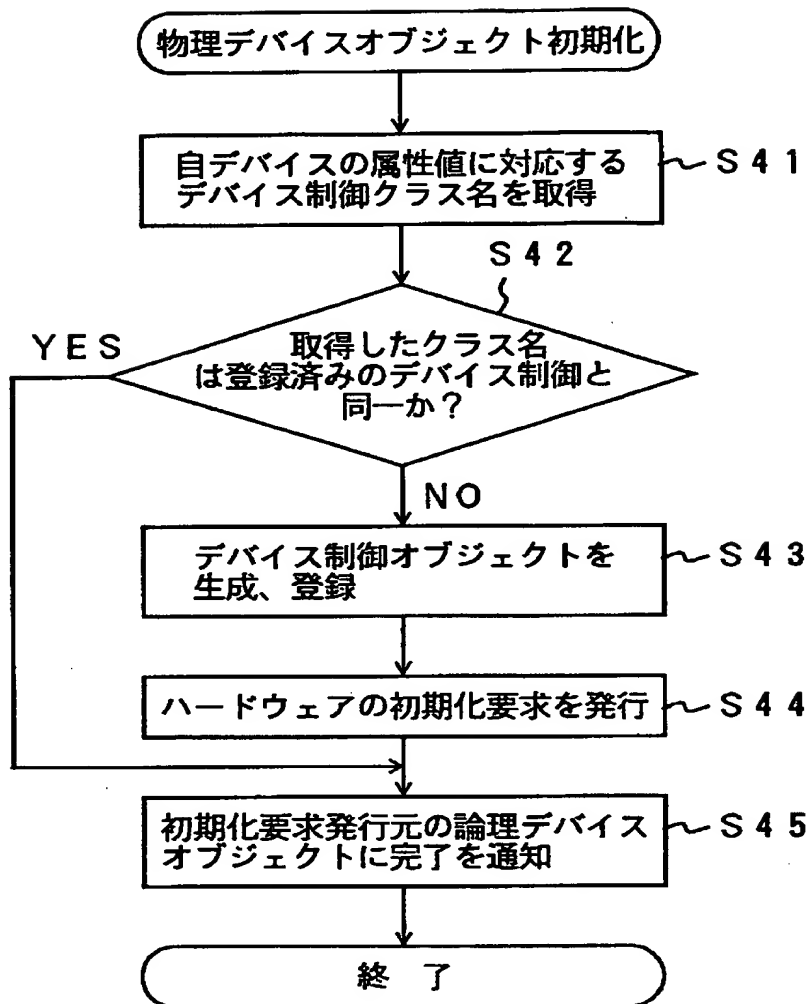 物理デバイスオブジェクト初期化
自デバイスの属性値に対応する
デバイス制御クラス名を取得
S41
S42
YES
取得したクラス名
は登録済みのデバイス制御と
同一か？
NO
デバイス制御オブジェクトを
生成、登録
S43
ハードウェアの初期化要求を発行
S44
初期化要求発行元の論理デバイス
オブジェクトに完了を通知
S45
終 了